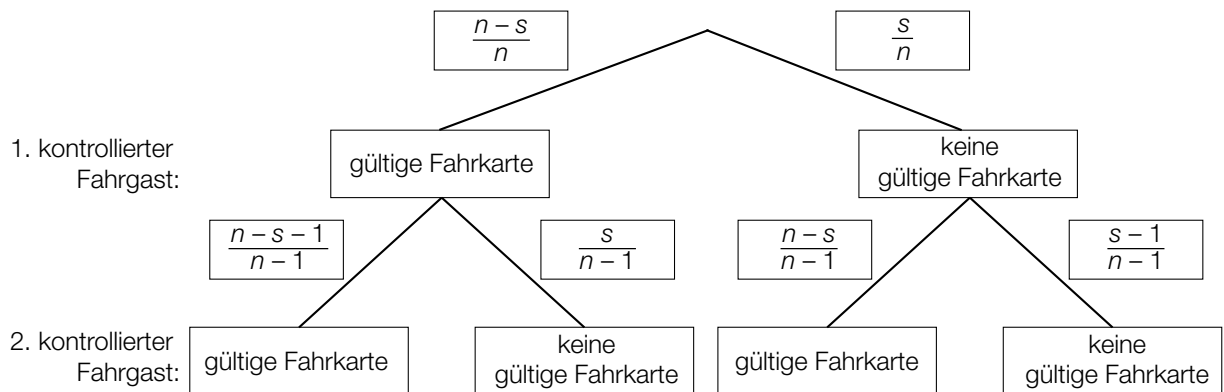 n – s
n
s
n
1. kontrollierter
Fahrgast:
gültige Fahrkarte
keine
gültige Fahrkarte
n – s – 1
n – 1
s
n – 1
n – s
n – 1
s – 1
n – 1
2. kontrollierter
Fahrgast:
gültige Fahrkarte
keine
gültige Fahrkarte
gültige Fahrkarte
keine
gültige Fahrkarte